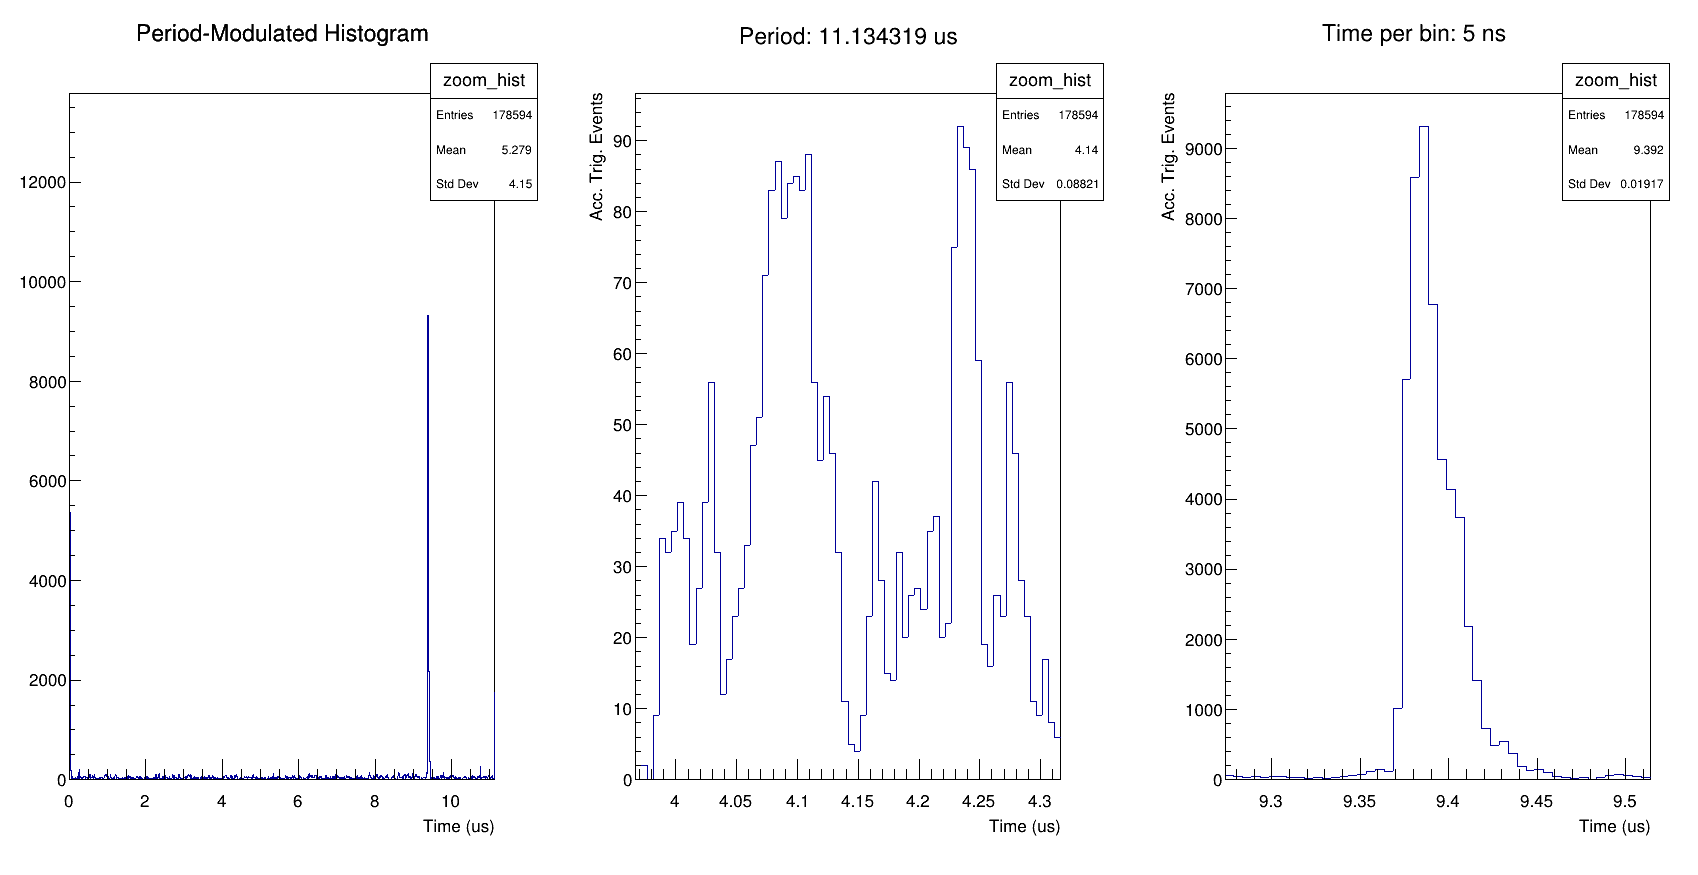 Period-Modulated Histogram
zoom_hist
Entries 178594
Mean 5.279
Std Dev 4.15
12000
10000
8000
6000
4000
2000
0
0 2 4 6 8 10
Time (us)
Period: 11.134319 us
zoom_hist
Entries 178594
Mean 4.14
Std Dev 0.08821
Acc. Trig. Events
90
80
70
60
50
40
30
20
10
0
4 4.05 4.1 4.15 4.2 4.25 4.3
Time (us)
Time per bin: 5 ns
zoom_hist
Entries 178594
Mean 9.392
Std Dev 0.01917
Acc. Trig. Events
9000
8000
7000
6000
5000
4000
3000
2000
1000
0
9.3 9.35 9.4 9.45 9.5
Time (us)